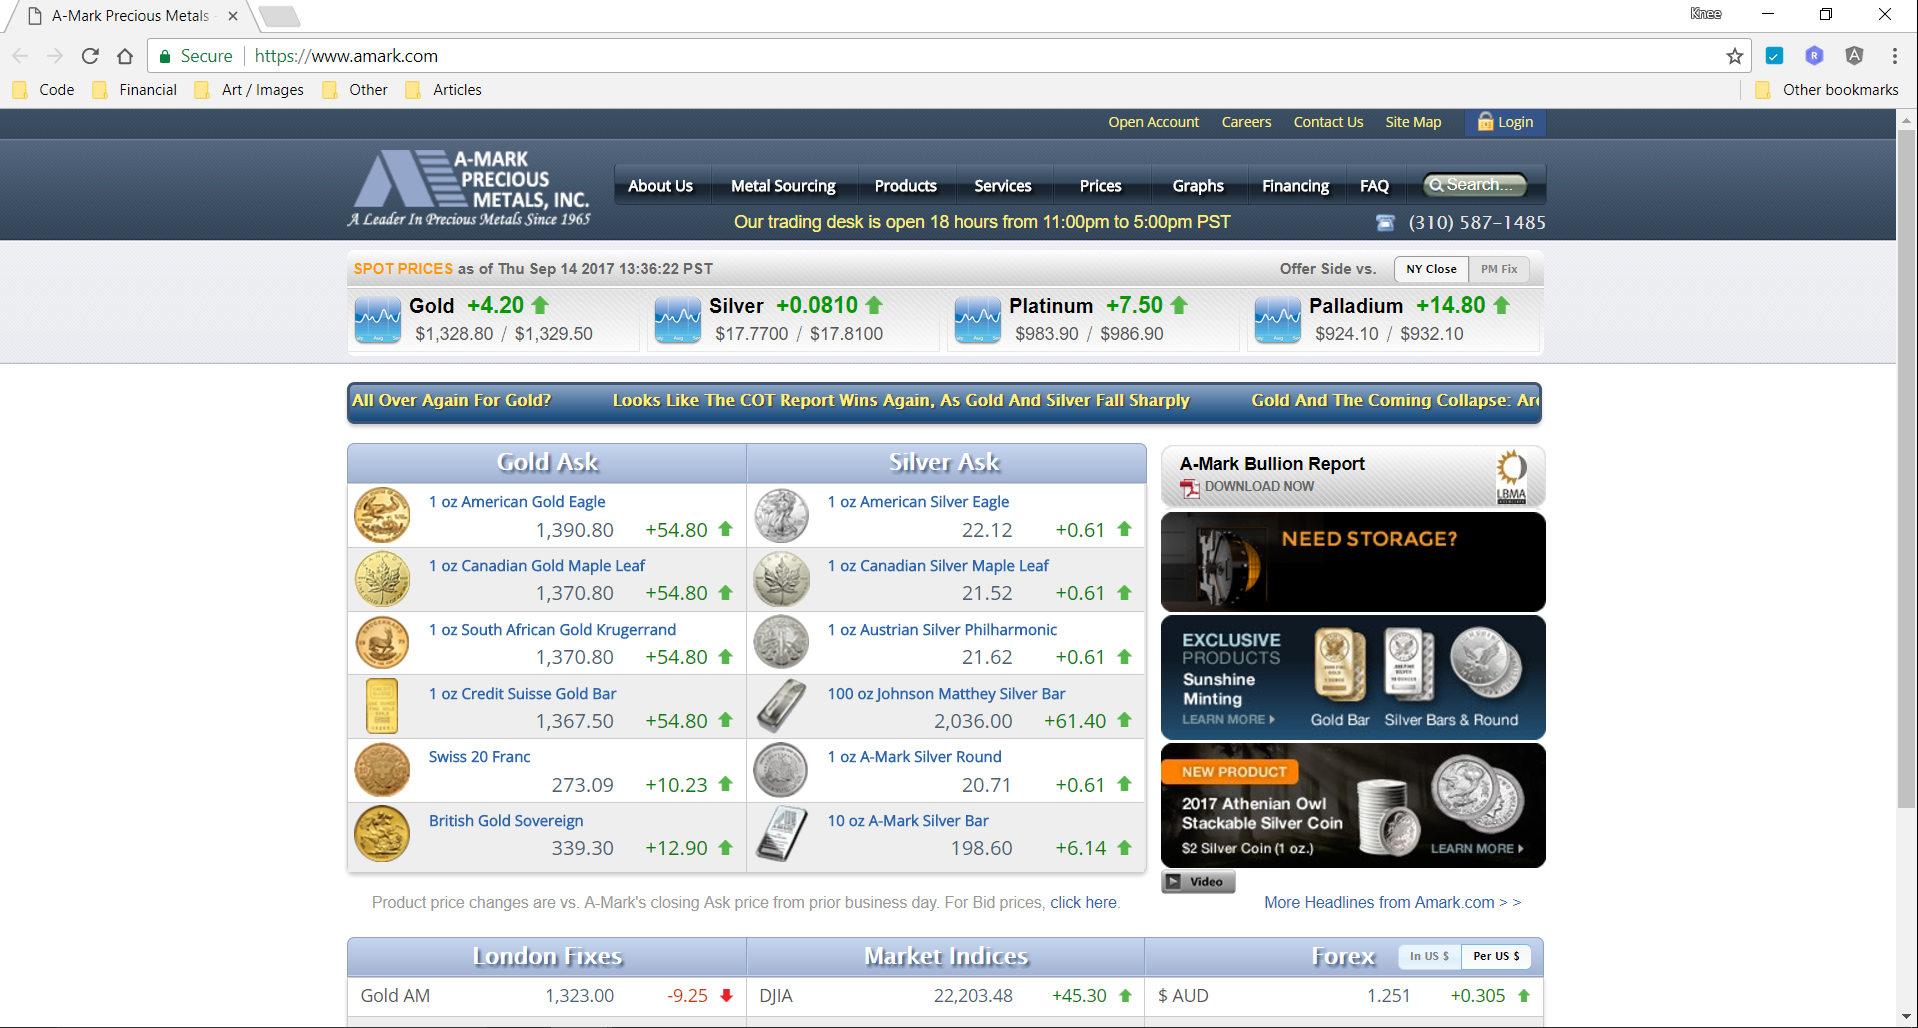 A-Mark Precious Metals
Knee
Secure https://www.amark.com
Code Financial Art / Images Other Articles Other bookmarks
Open Account Careers Contact Us Site Map Login
A-MARK
PRECIOUS
METALS, INC.
A Leader In Precious Metals Since 1965
About Us Metal Sourcing Products Services Prices Graphs Financing FAQ Search...
Our trading desk is open 18 hours from 11:00pm to 5:00pm PST
(310) 587-1485
SPOT PRICES as of Thu Sep 14 2017 13:36:22 PST
Offer Side vs. NY Close PM Fix
Gold +4.20
$1,328.80 / $1,329.50
Silver +0.0810
$17.7700 / $17.8100
Platinum +7.50
$983.90 / $986.90
Palladium +14.80
$924.10 / $932.10
All Over Again For Gold? Looks Like The COT Report Wins Again, As Gold And Silver Fall Sharply Gold And The Coming Collapse: Are
Gold Ask
1 oz American Gold Eagle
1,390.80 +54.80
1 oz Canadian Gold Maple Leaf
1,370.80 +54.80
1 oz South African Gold Krugerrand
1,370.80 +54.80
1 oz Credit Suisse Gold Bar
1,367.50 +54.80
Swiss 20 Franc
273.09 +10.23
British Gold Sovereign
339.30 +12.90
Silver Ask
1 oz American Silver Eagle
22.12 +0.61
1 oz Canadian Silver Maple Leaf
21.52 +0.61
1 oz Austrian Silver Philharmonic
21.62 +0.61
100 oz Johnson Matthey Silver Bar
2,036.00 +61.40
1 oz A-Mark Silver Round
20.71 +0.61
10 oz A-Mark Silver Bar
198.60 +6.14
A-Mark Bullion Report
DOWNLOAD NOW
LBMA
NEED STORAGE?
EXCLUSIVE
PRODUCTS
Sunshine
Minting
LEARN MORE
Gold Bar Silver Bars & Round
NEW PRODUCT
2017 Athenian Owl
Stackable Silver Coin
$2 Silver Coin (1 oz.)
LEARN MORE
Video
Product price changes are vs. A-Mark's closing Ask price from prior business day. For Bid prices, click here.
More Headlines from Amark.com > >
London Fixes
Gold AM 1,323.00 -9.25
Market Indices
DJIA 22,203.48 +45.30
Forex In US $ Per US $
$ AUD 1.251 +0.305